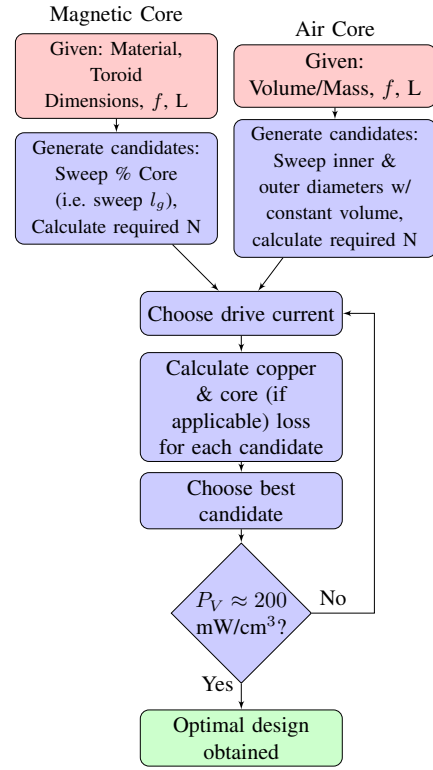 Magnetic Core
Given: Material,
Toroid
Dimensions, f, L
Generate candidates:
Sweep % Core
(i.e. sweep l_g),
Calculate required N
Air Core
Given:
Volume/Mass, f, L
Generate candidates:
Sweep inner &
outer diameters w/
constant volume,
calculate required N
Choose drive current
Calculate copper
& core (if
applicable) loss
for each candidate
Choose best
candidate
P_V ≈ 200
mW/cm³?
No
Yes
Optimal design
obtained